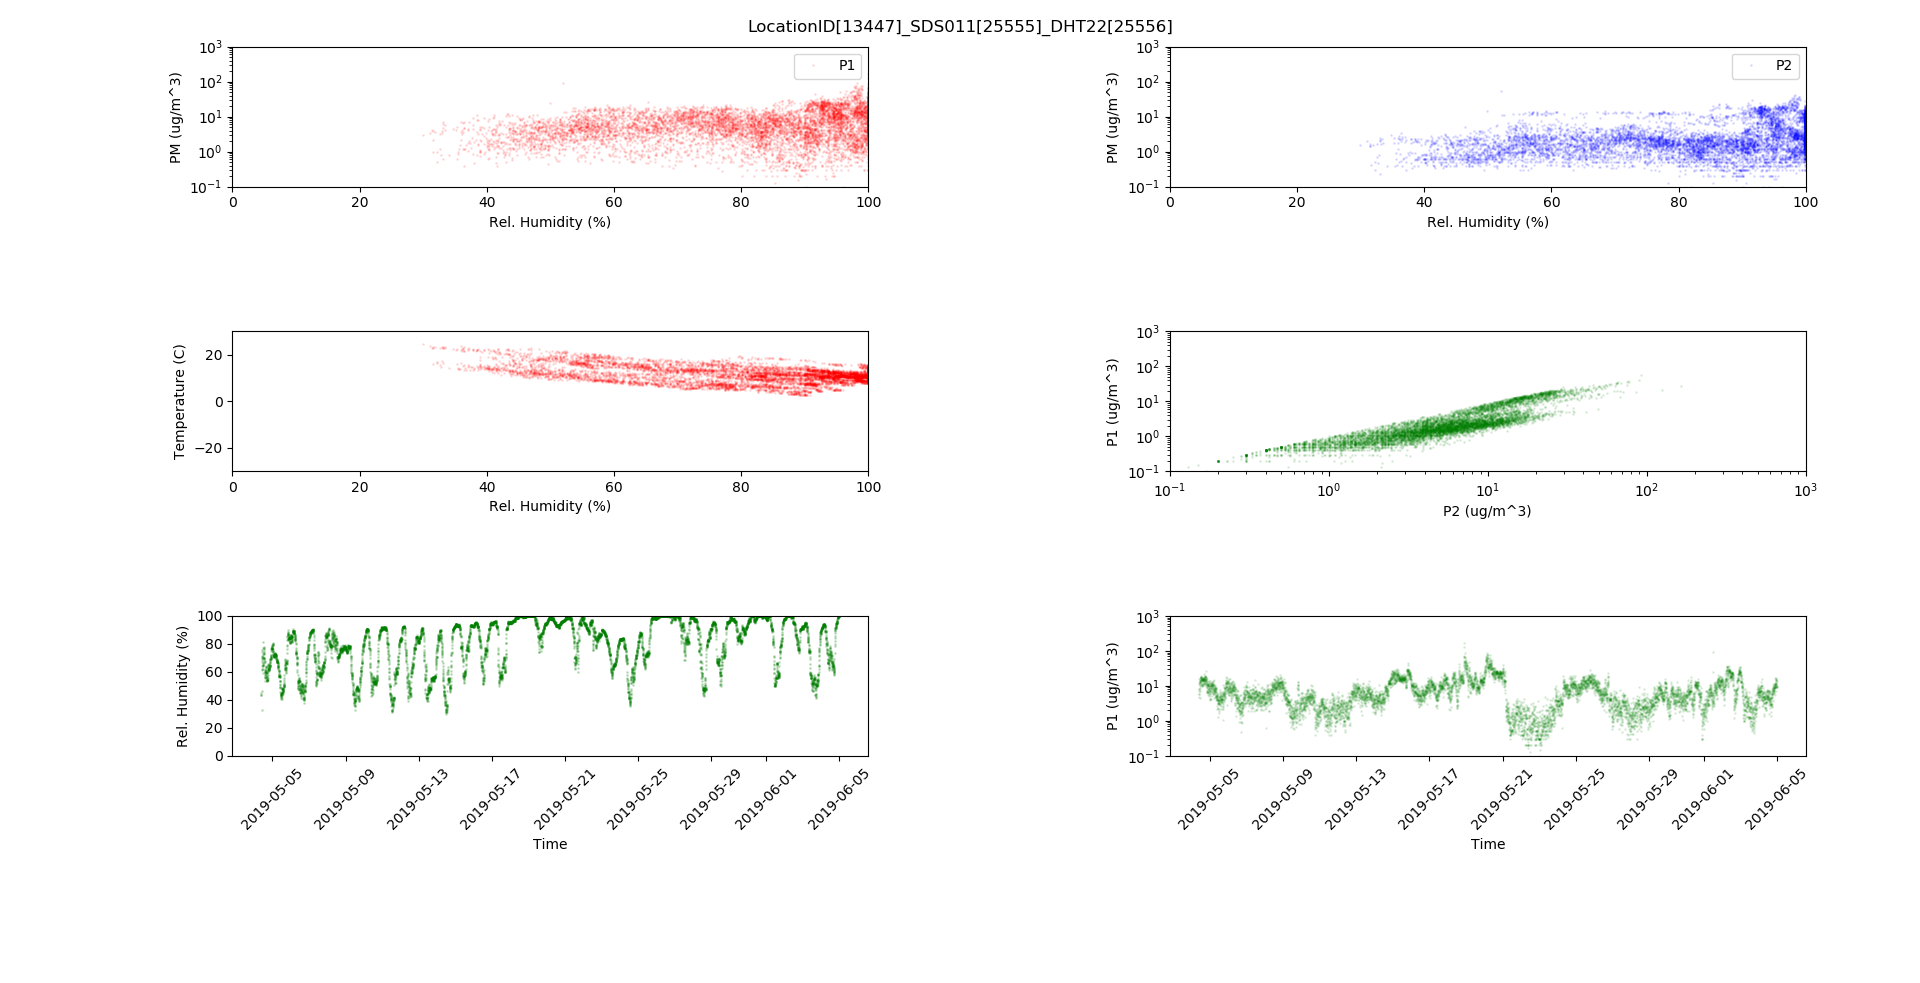 LocationID[13447]_SDS011[25555]_DHT22[25556]
PM (ug/m^3)
10^3
10^2
10^1
10^0
10^-1
P1
0 20 40 60 80 100
Rel. Humidity (%)
PM (ug/m^3)
10^3
10^2
10^1
10^0
10^-1
P2
0 20 40 60 80 100
Rel. Humidity (%)
Temperature (C)
20
0
−20
0 20 40 60 80 100
Rel. Humidity (%)
P1 (ug/m^3)
10^3
10^2
10^1
10^0
10^-1
10^-1 10^0 10^1 10^2 10^3
P2 (ug/m^3)
Rel. Humidity (%)
100
80
60
40
20
0
2019-05-05 2019-05-09 2019-05-13 2019-05-17 2019-05-21 2019-05-25 2019-05-29 2019-06-01 2019-06-05
Time
P1 (ug/m^3)
10^3
10^2
10^1
10^0
10^-1
2019-05-05 2019-05-09 2019-05-13 2019-05-17 2019-05-21 2019-05-25 2019-05-29 2019-06-01 2019-06-05
Time